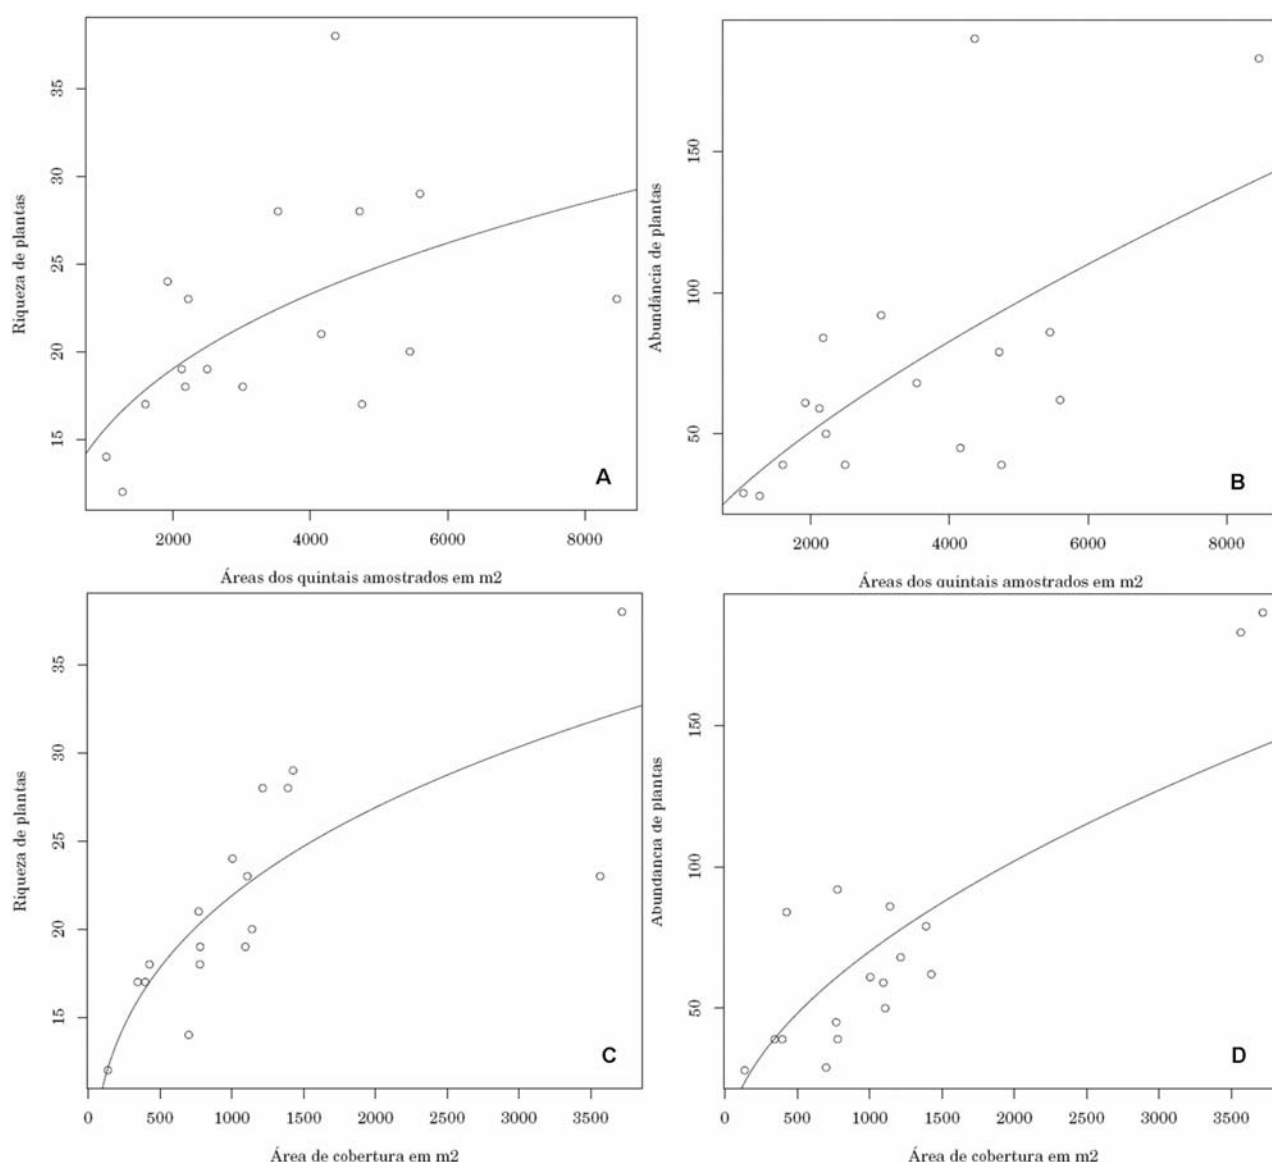 35
30
25
20
15
Riqueza de plantas
A
2000 4000 6000 8000
Áreas dos quintais amostrados em m2
150
100
50
Abundância de plantas
B
2000 4000 6000 8000
Áreas dos quintais amostrados em m2
35
30
25
20
15
Riqueza de plantas
C
0 500 1000 1500 2000 2500 3000 3500
Área de cobertura em m2
150
100
50
Abundancia de plantas
D
0 500 1000 1500 2000 2500 3000 3500
Área de cobertura em m2